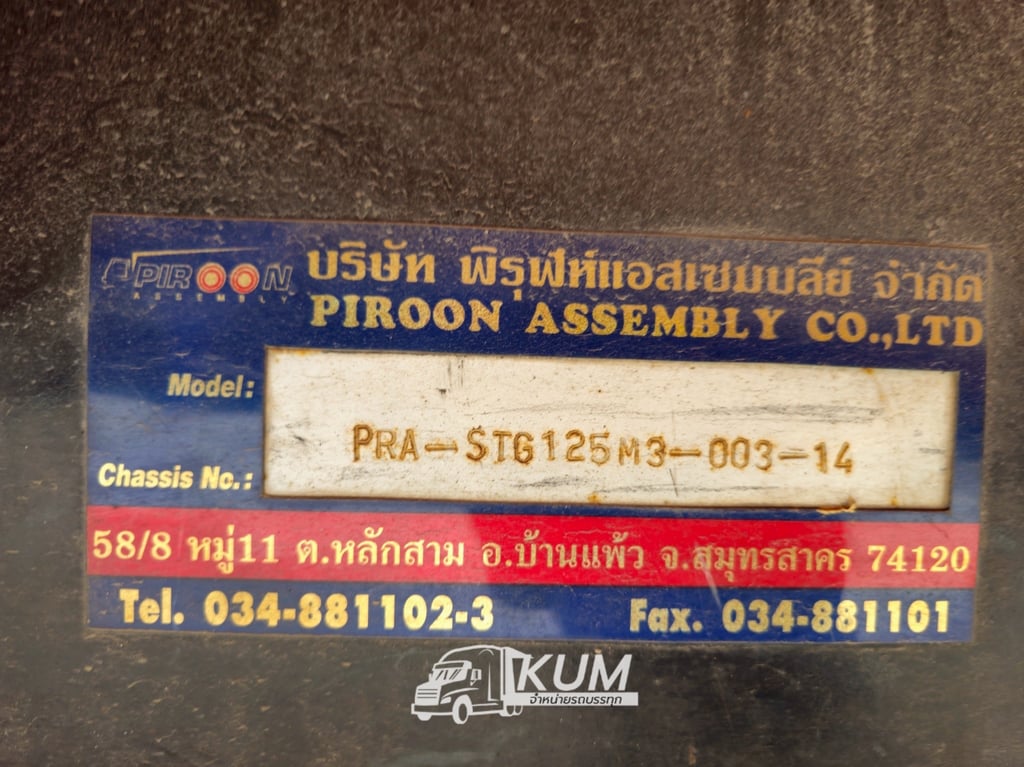 PIROON
ASSEMBLY
บริษัท พิรุฬห์แอสเซมบลีย์ จำกัด
PIROON ASSEMBLY CO.,LTD
Model:
PRA-STG125M3-003-14
Chassis No.:
58/8 หมู่11 ต.หลักสาม อ.บ้านแพ้ว จ.สมุทรสาคร 74120
Tel. 034-881102-3 Fax. 034-881101
KUM
จำหน่ายรถบรรทุก